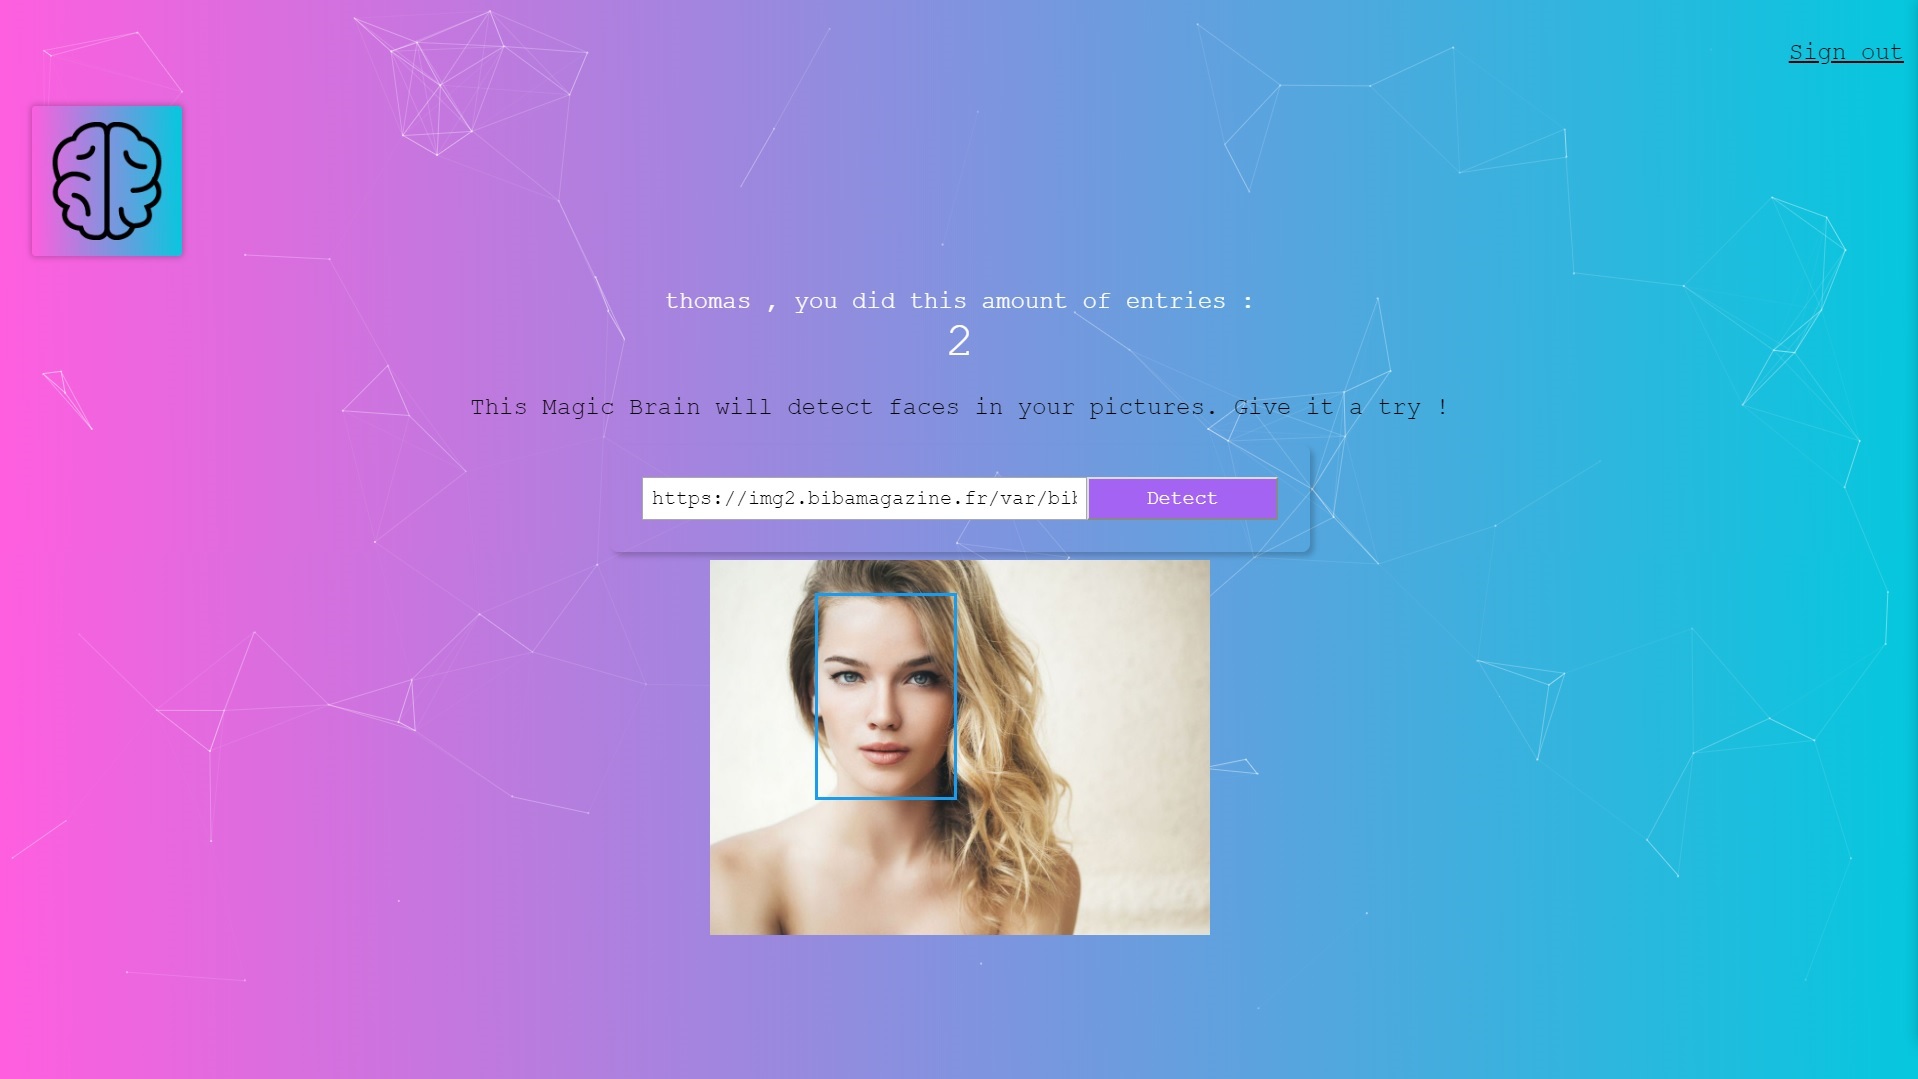 Sign out
thomas , you did this amount of entries :
2
This Magic Brain will detect faces in your pictures. Give it a try !
https://img2.bibamagazine.fr/var/bib Detect